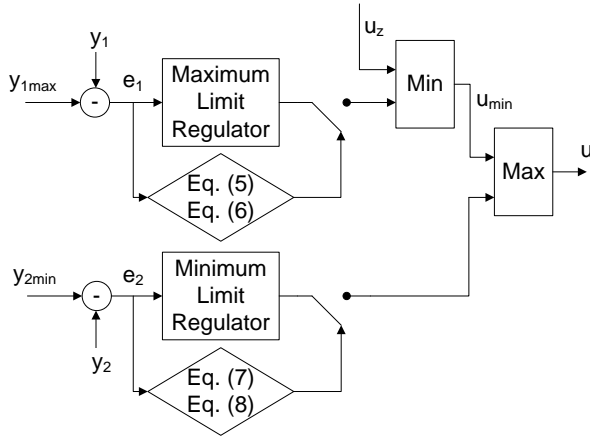 y1
uz
y1max
-
e1
Maximum
Limit
Regulator
Min
umin
Eq. (5)
Eq. (6)
Max
u
y2min
-
e2
Minimum
Limit
Regulator
y2
Eq. (7)
Eq. (8)